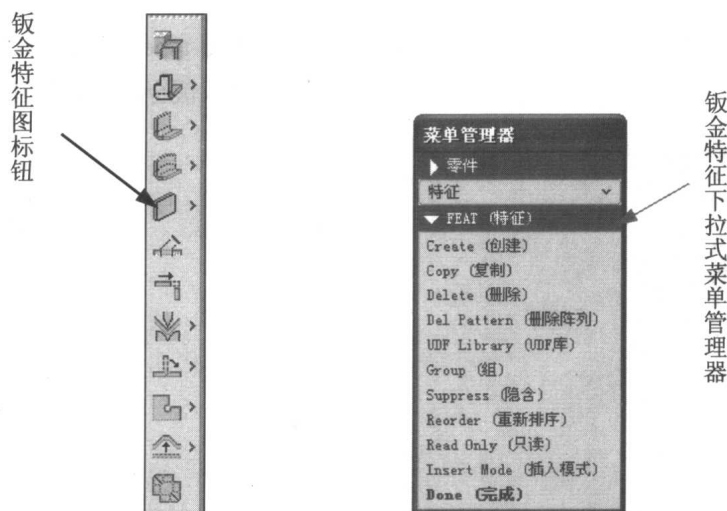 钣金特征图标钮
菜单管理器
零件
特征
FEAT (特征)
Create (创建)
Copy (复制)
Delete (删除)
Del Pattern (删除阵列)
UDF Library (UDF库)
Group (组)
Suppress (隐含)
Reorder (重新排序)
Read Only (只读)
Insert Mode (插入模式)
Done (完成)
钣金特征下拉式菜单管理器